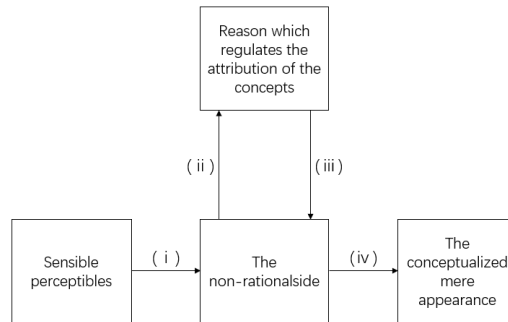 Reason which
regulates the
attribution of the
concepts
( ii )
(iii)
Sensible
perceptibles
( i )
The
non-rationalside
(iv)
The
conceptualized
mere
appearance